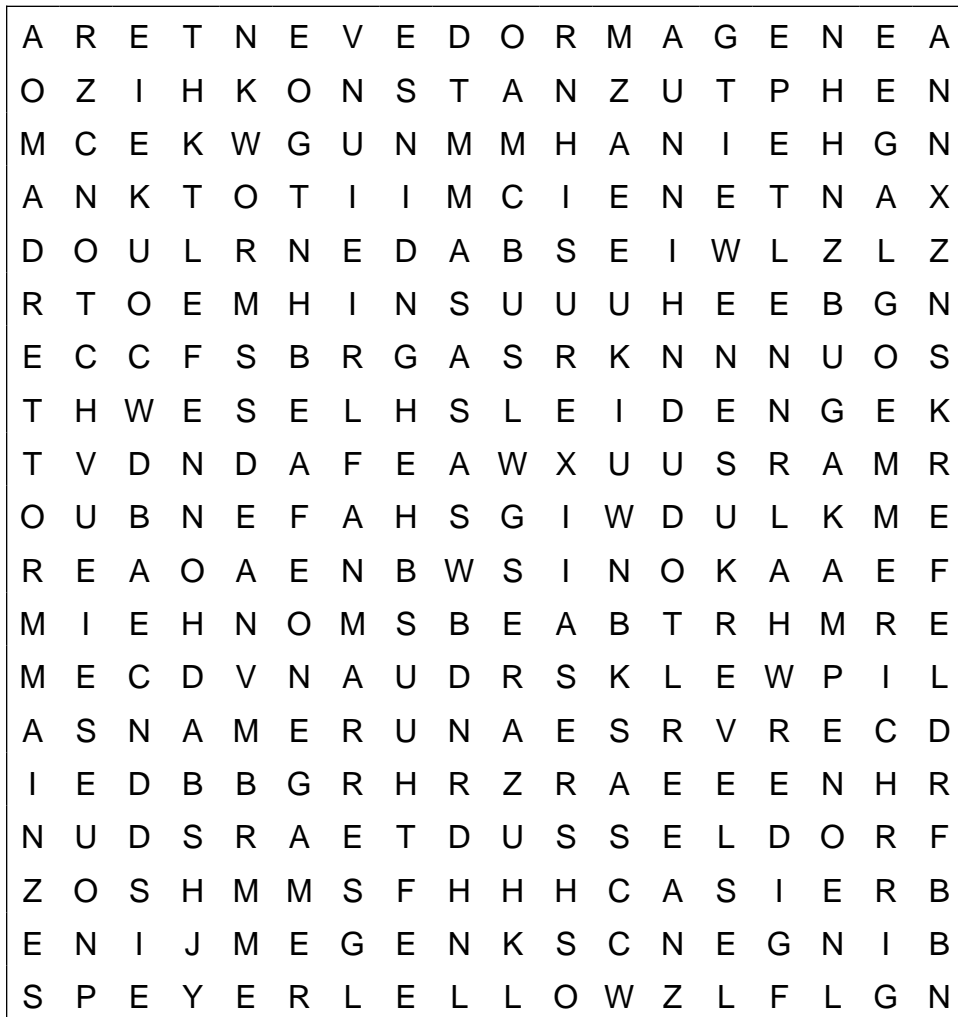 A R E T N E V E D O R M A G E N E A
O Z I H K O N S T A N Z U T P H E N
M C E K W G U N M M H A N I E H G N
A N K T O T I I M C I E N E T N A X
D O U L R N E D A B S E I W L Z L Z
R T O E M H I N S U U U H E E B G N
E C C F S B R G A S R K N N N U O S
T H W E S E L H S L E I D E N G E K
T V D N D A F E A W X U U S R A M R
O U B N E F A H S G I W D U L K M E
R E A O A E N B W S I N O K A A E F
M I E H N O M S B E A B T R H M R E
M E C D V N A U D R S K L E W P I L
A S N A M E R U N A E S R V R E C D
I E D B B G R H R Z R A E E E N H R
N U D S R A E T D U S S E L D O R F
Z O S H M M S F H H H C A S I E R B
E N I J M E G E N K S C N E G N I B
S P E Y E R L E L L O W Z L F L G N